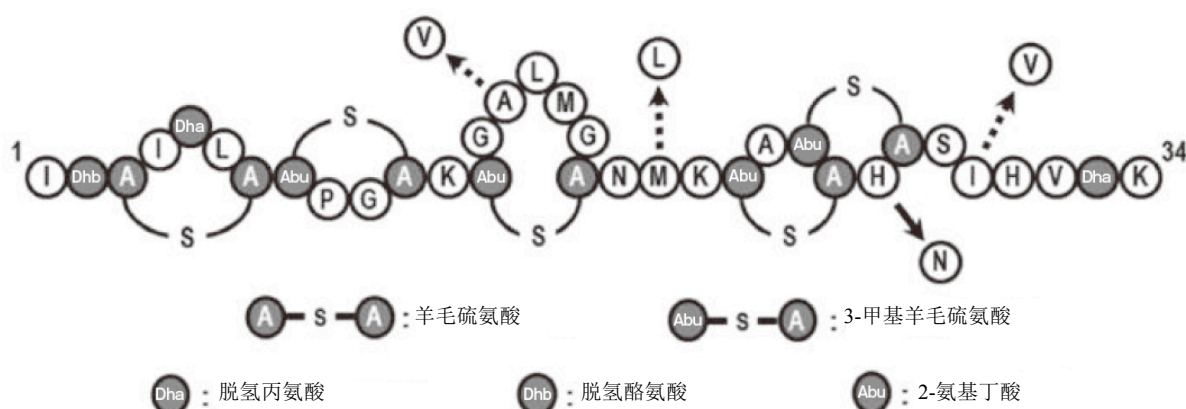 V L V
1 I Dhb A I Dha L A Abu P G A K Abu G A L M G A N M K Abu A Abu A H A S I H V Dha K 34
S S S S S
N
A S A : 羊毛硫氨酸
Abu S A : 3-甲基羊毛硫氨酸
Dha : 脱氢丙氨酸
Dhb : 脱氢酪氨酸
Abu : 2-氨基丁酸